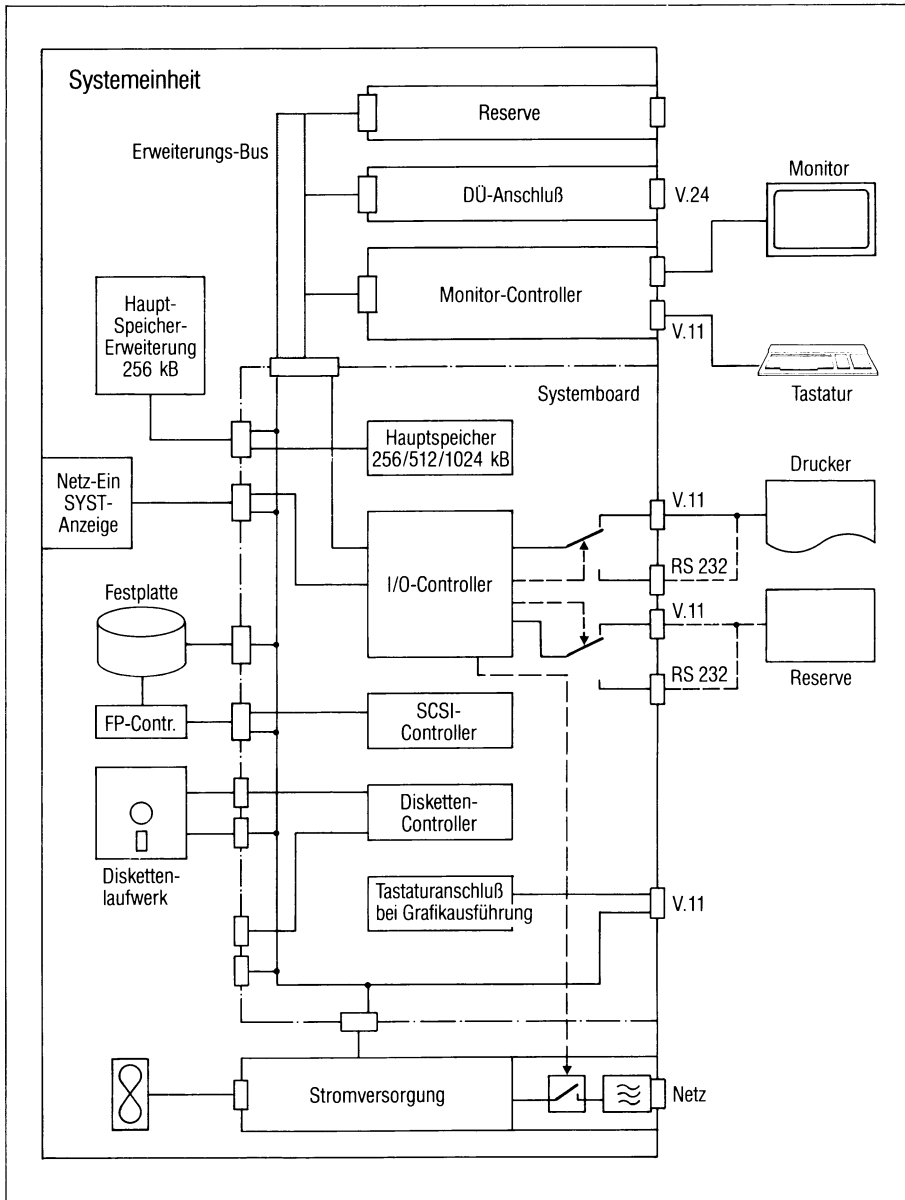 Systemeinheit
Reserve
Erweiterungs-Bus
DÜ-Anschluß
V.24
Monitor
Monitor-Controller
V.11
Haupt-
Speicher-
Erweiterung
256 kB
Tastatur
Systemboard
Hauptspeicher
256/512/1024 kB
Netz-Ein
SYST-
Anzeige
Drucker
V.11
RS 232
I/O-Controller
V.11
RS 232
Reserve
Festplatte
FP-Contr.
SCSI-
Controller
Disketten-
Controller
Disketten-
laufwerk
Tastaturanschluß
bei Grafikausführung
V.11
Stromversorgung
Netz